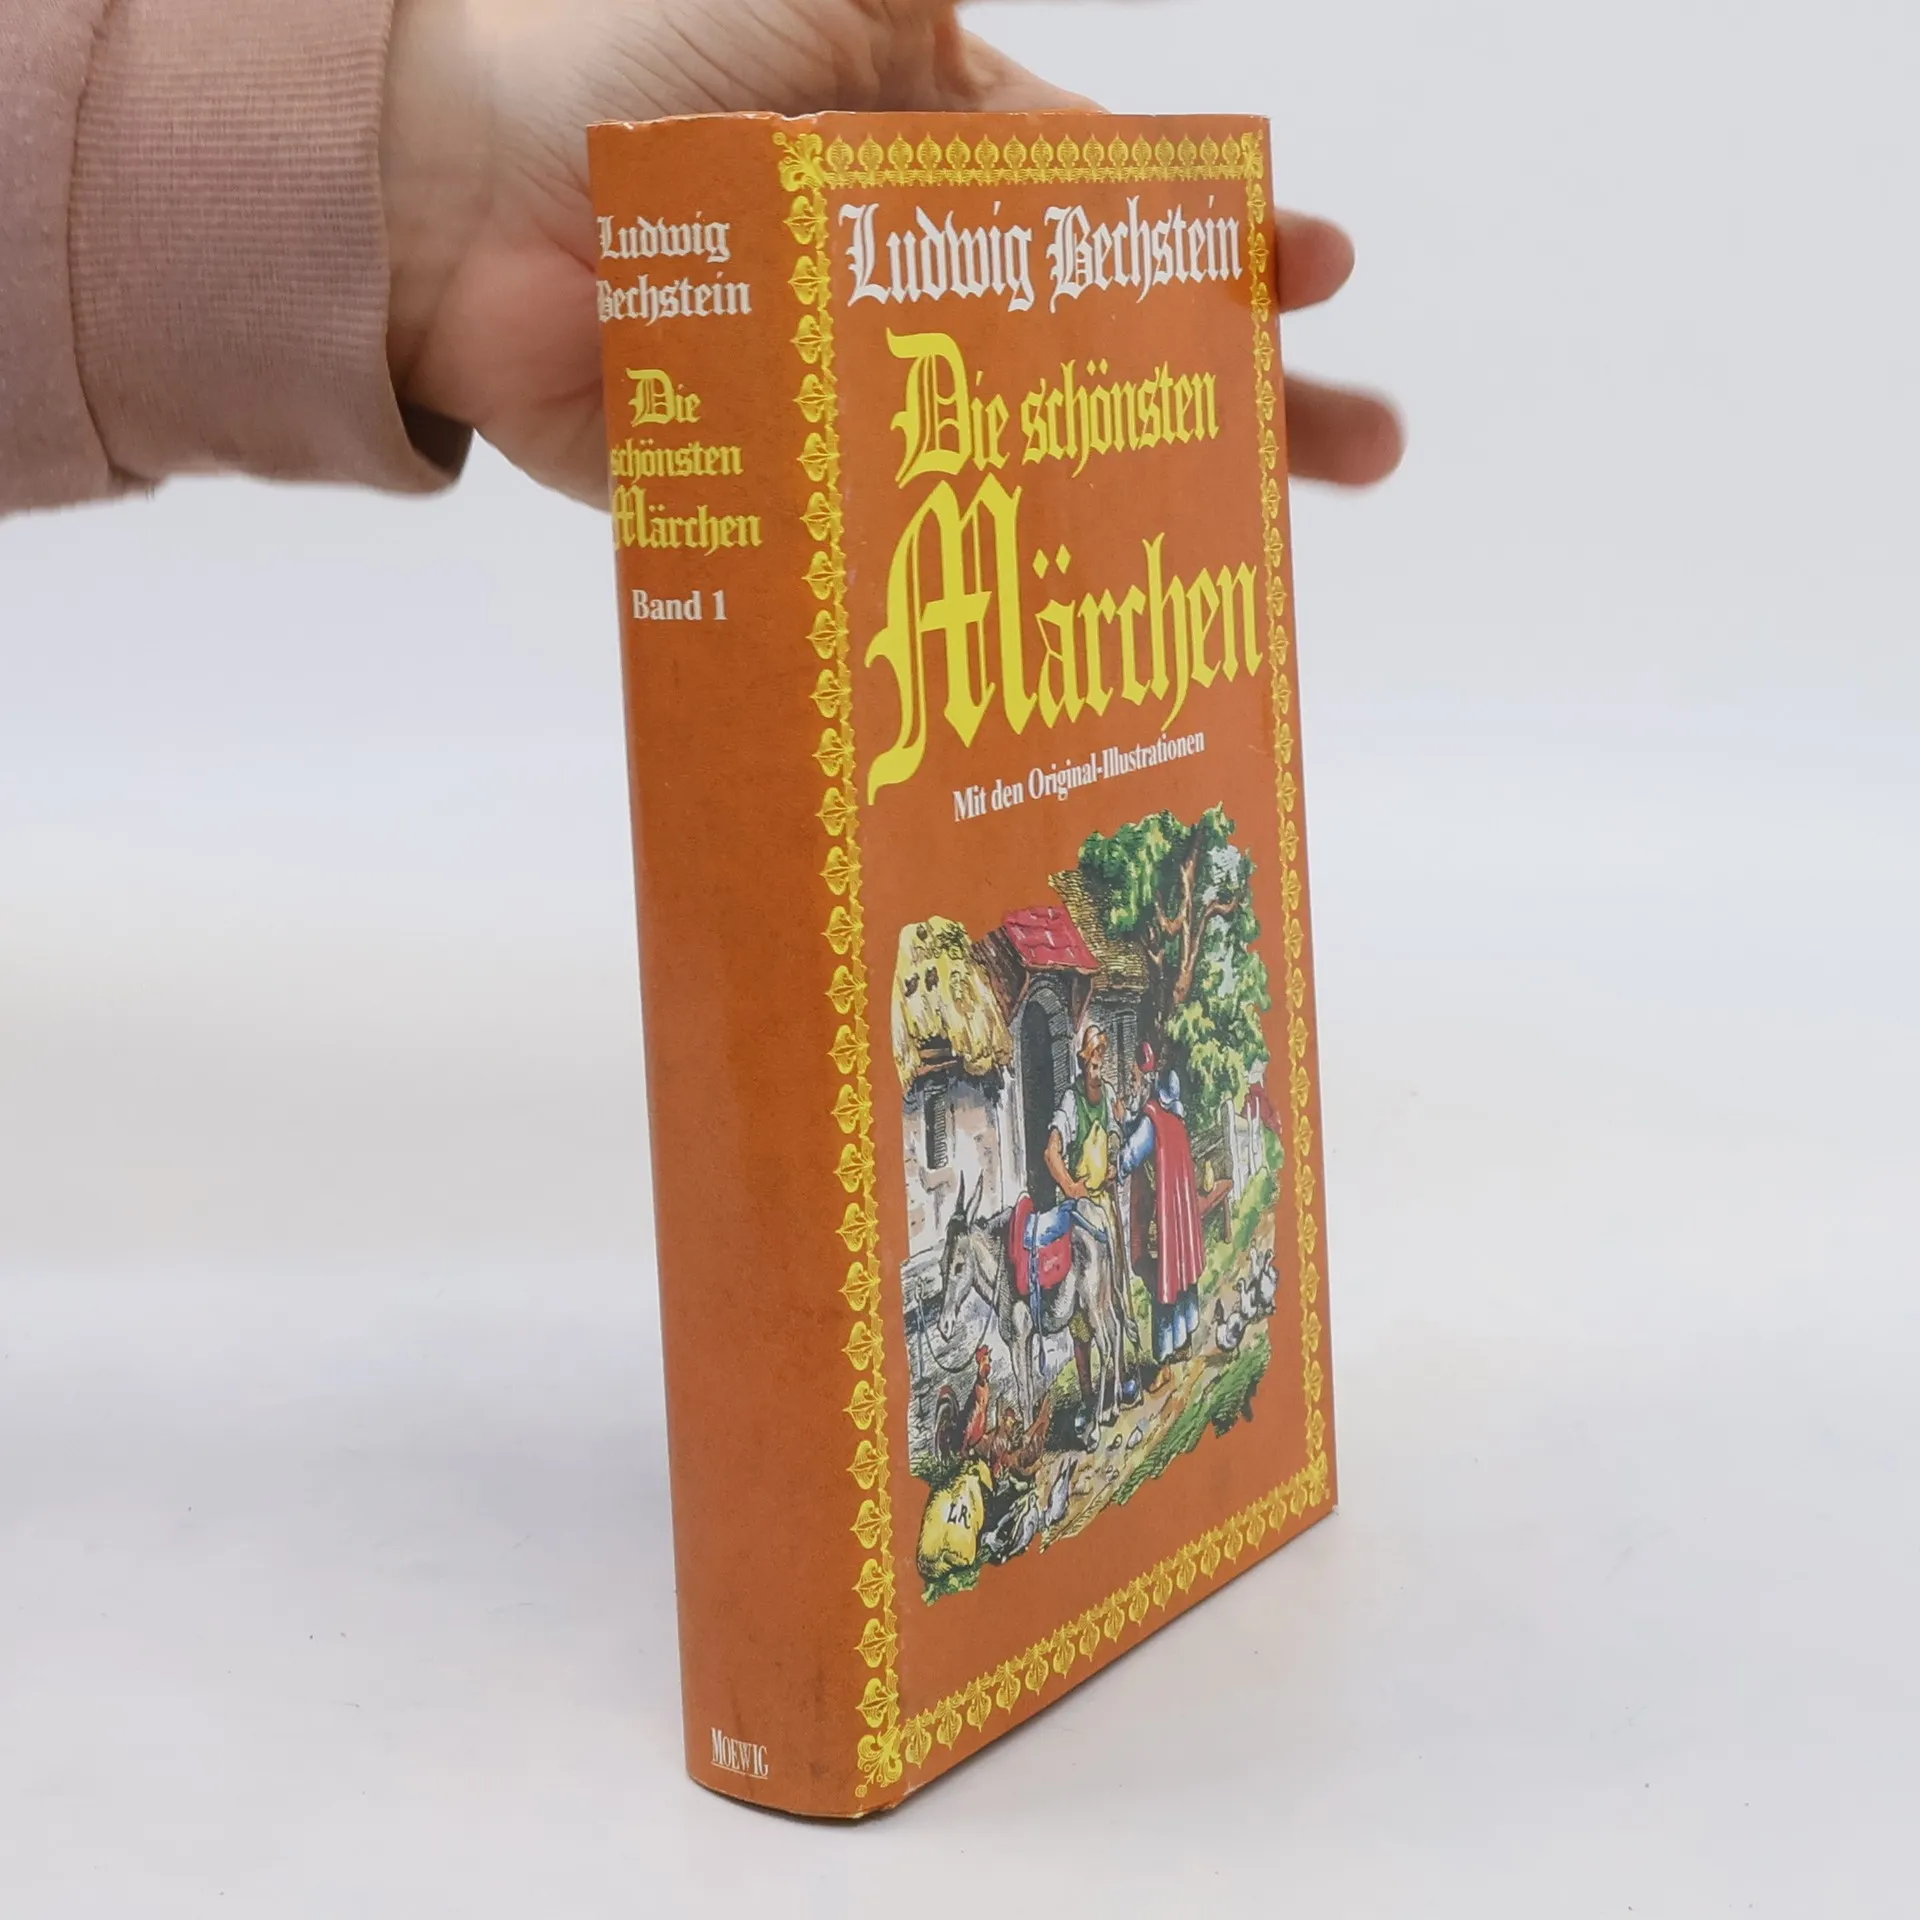 Ludwig
Bechstein
Die
schönsten
Märchen
Band 1
MOEWIG
Ludwig Bechstein
Die schönsten
Märchen
Mit den Original-Illustrationen
L.R.